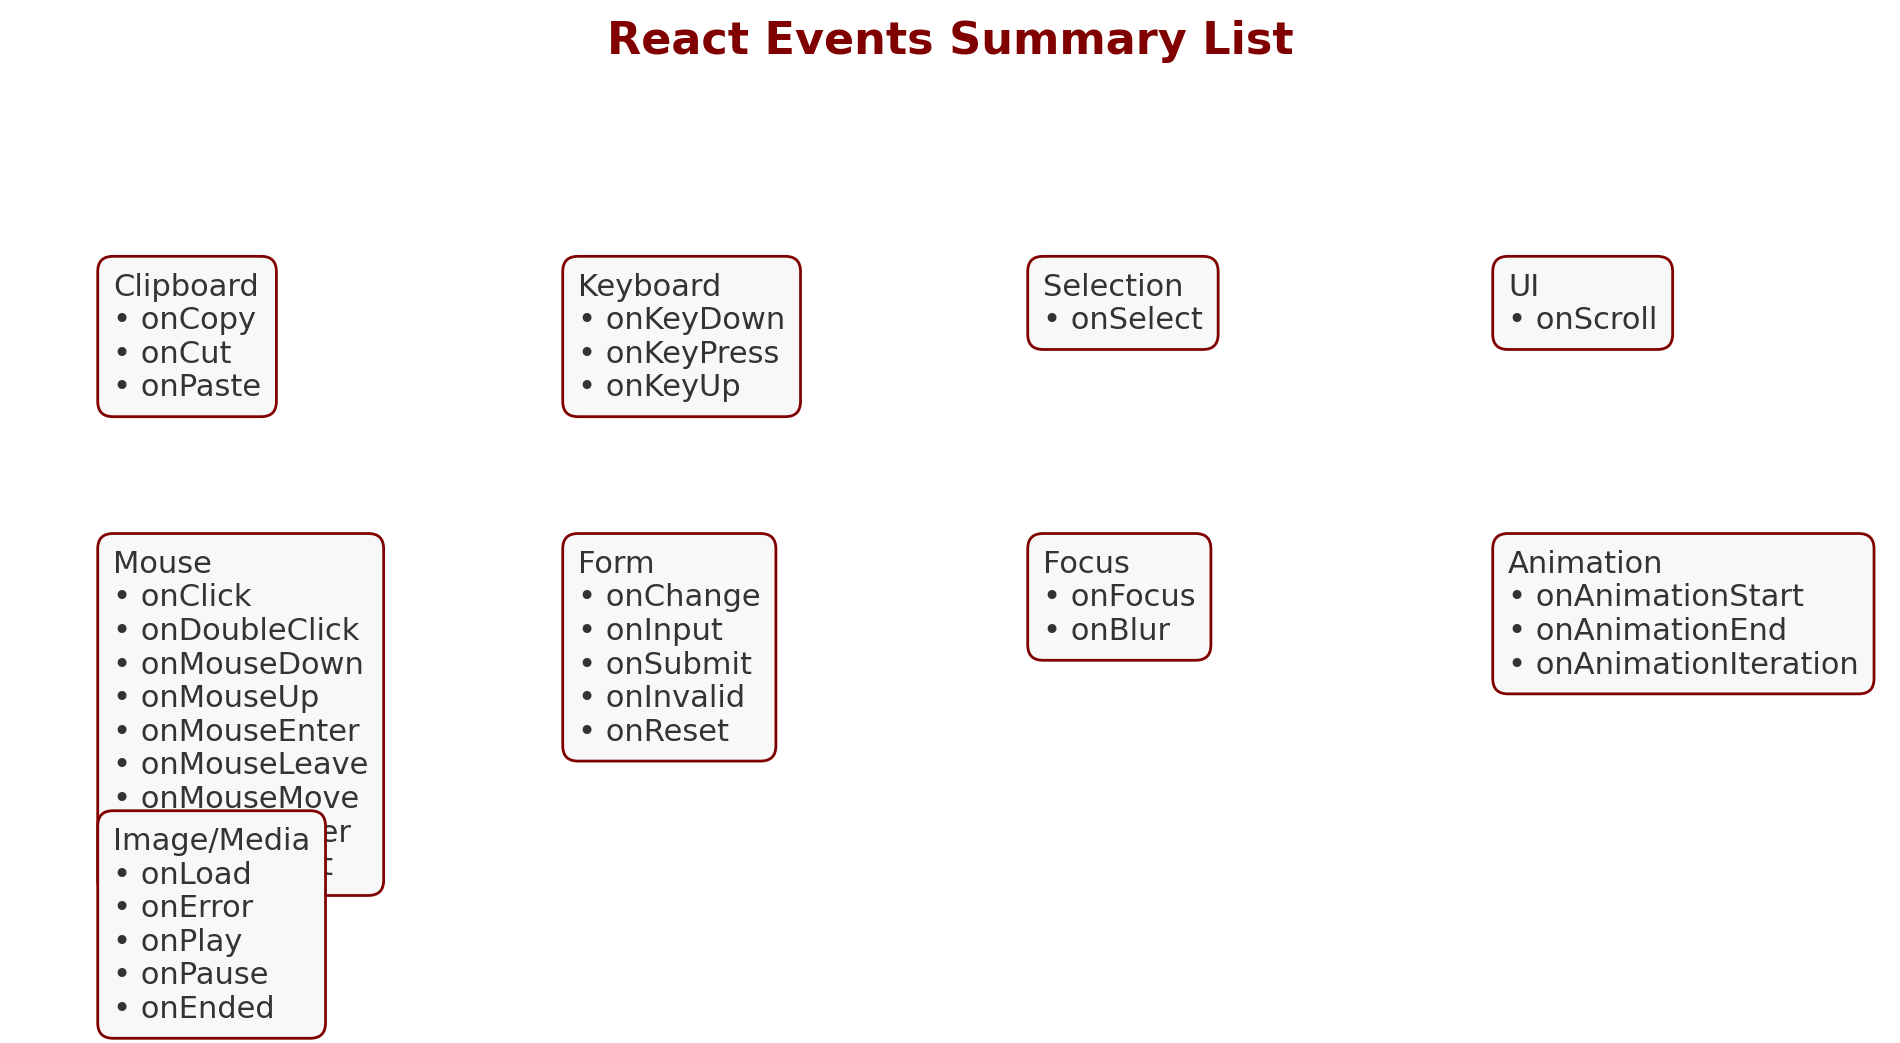 React Events Summary List
Clipboard
• onCopy
• onCut
• onPaste
Keyboard
• onKeyDown
• onKeyPress
• onKeyUp
Selection
• onSelect
UI
• onScroll
Mouse
• onClick
• onDoubleClick
• onMouseDown
• onMouseUp
• onMouseEnter
• onMouseLeave
• onMouseMove
Form
• onChange
• onInput
• onSubmit
• onInvalid
• onReset
Focus
• onFocus
• onBlur
Animation
• onAnimationStart
• onAnimationEnd
• onAnimationIteration
Image/Media
• onLoad
• onError
• onPlay
• onPause
• onEnded